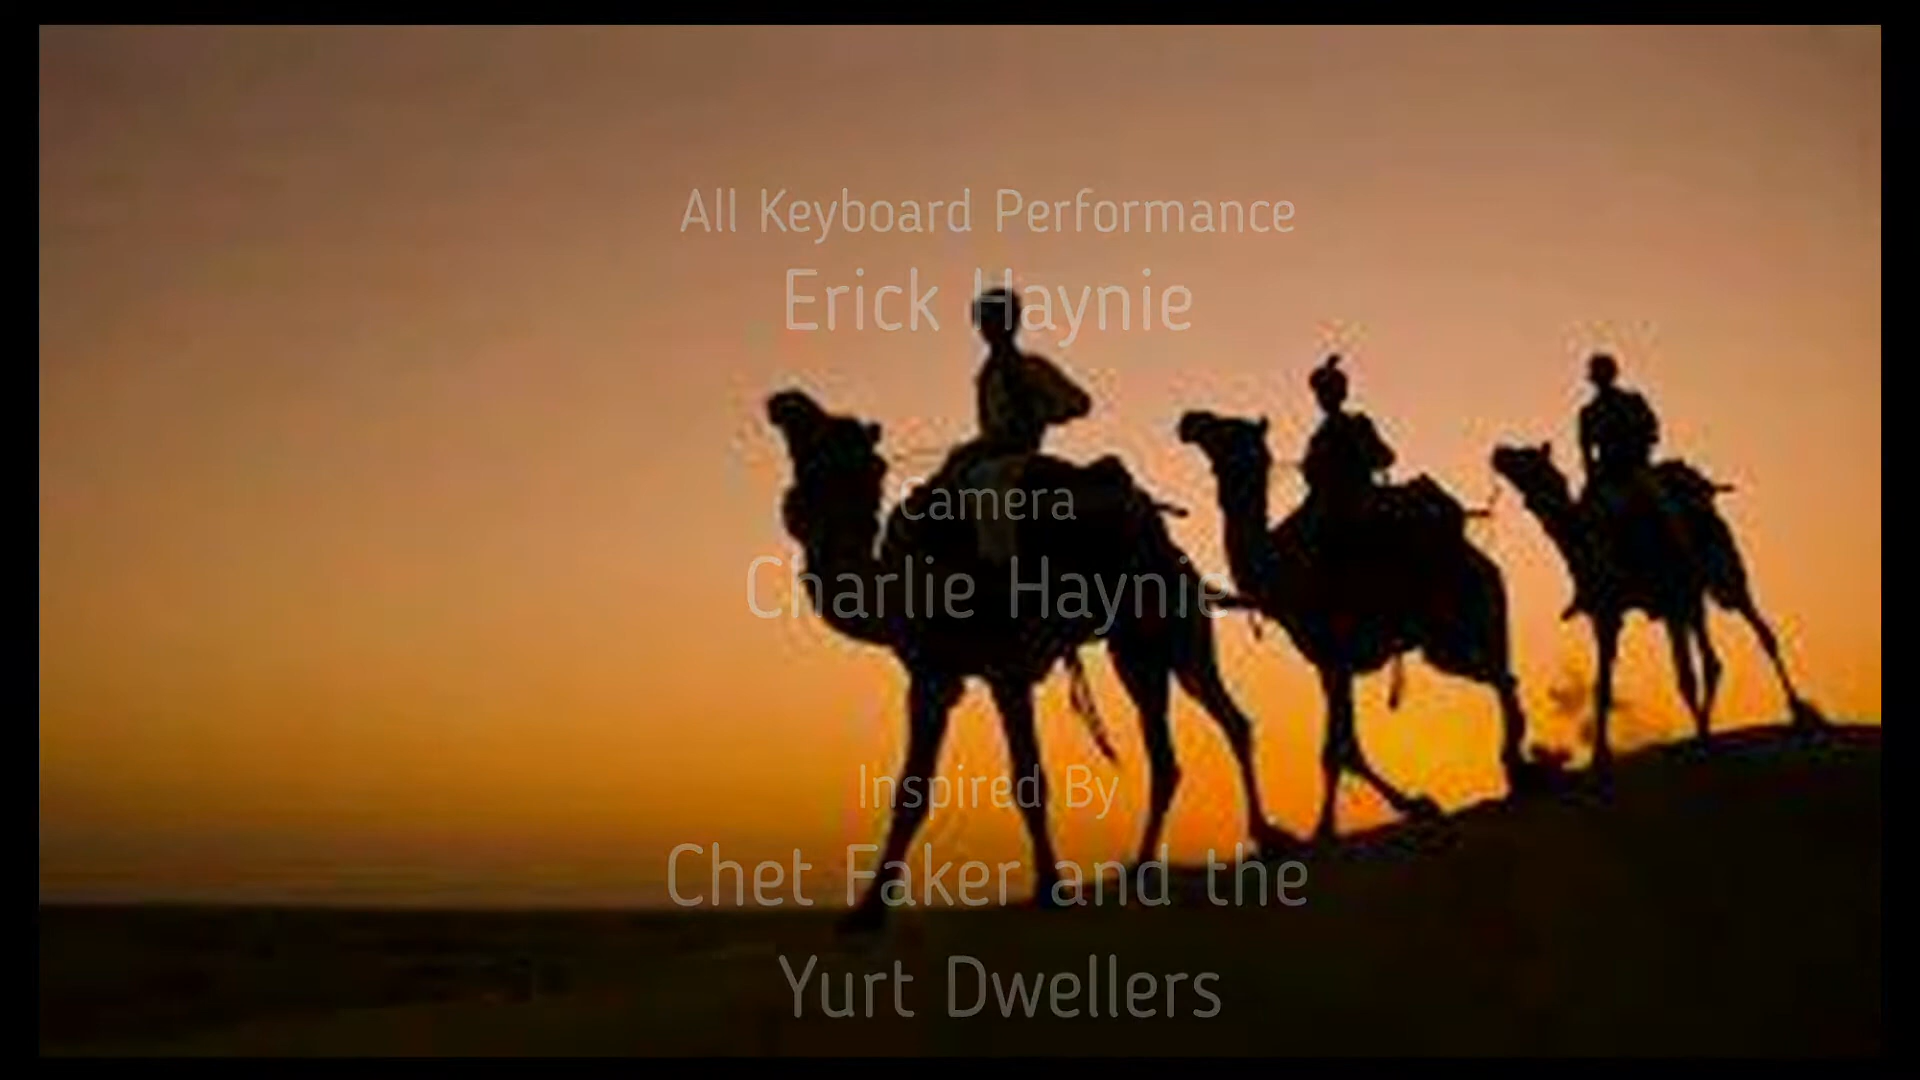 All Keyboard Performance
Erick Haynie
Camera
Charlie Haynie
Inspired By
Chet Faker and the
Yurt Dwellers